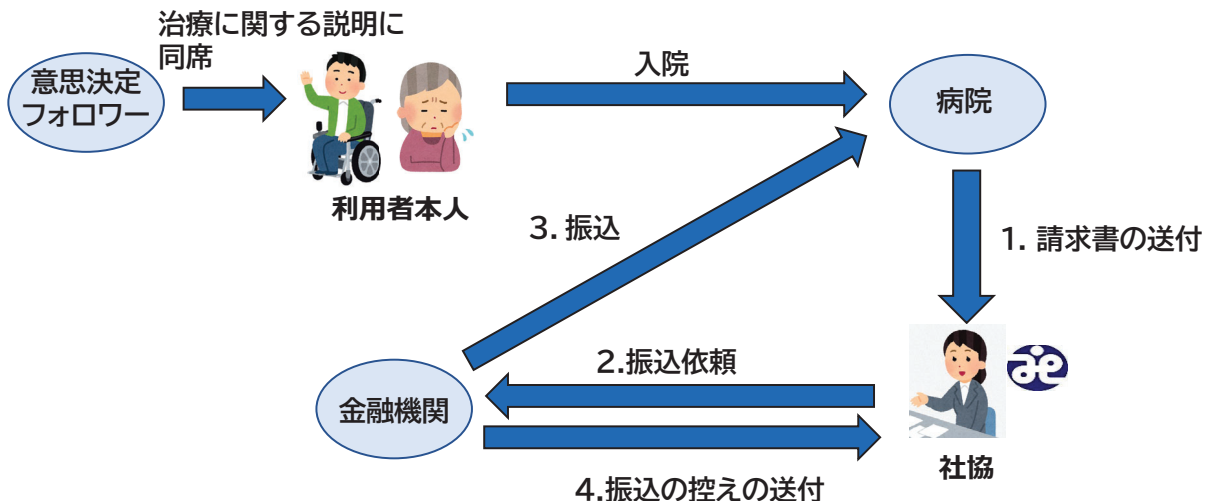 治療に関する説明に
同席
意思決定
フォロワー
入院
病院
利用者本人
3. 振込
1. 請求書の送付
2.振込依頼
金融機関
社協
4.振込の控えの送付